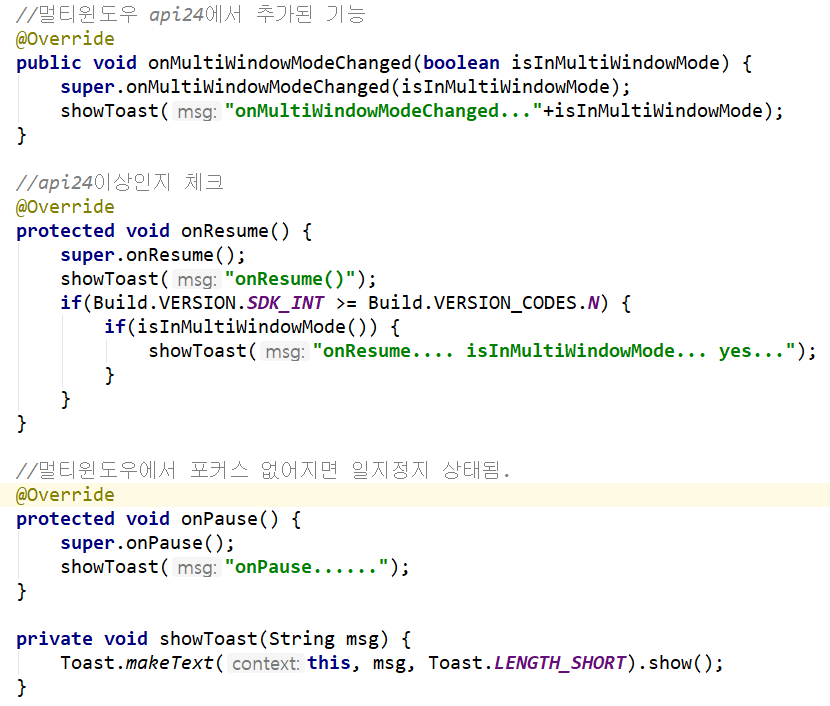 //멀티윈도우 api24에서 추가된 기능
@Override
public void onMultiWindowModeChanged(boolean isInMultiWindowMode) {
    super.onMultiWindowModeChanged(isInMultiWindowMode);
    showToast( msg: "onMultiWindowModeChanged..."+isInMultiWindowMode);
}

//api24이상인지 체크
@Override
protected void onResume() {
    super.onResume();
    showToast( msg: "onResume()");
    if(Build.VERSION.SDK_INT >= Build.VERSION_CODES.N) {
        if(isInMultiWindowMode()) {
            showToast( msg: "onResume.... isInMultiWindowMode... yes...");
        }
    }
}

//멀티윈도우에서 포커스 없어지면 일지정지 상태됨.
@Override
protected void onPause() {
    super.onPause();
    showToast( msg: "onPause......");
}

private void showToast(String msg) {
    Toast.makeText( context: this, msg, Toast.LENGTH_SHORT).show();
}